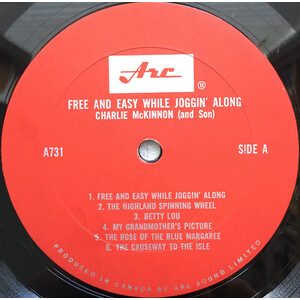 Arc
®
FREE AND EASY WHILE JOGGIN' ALONG
CHARLIE McKINNON (and Son)
A731
SIDE A
1. FREE AND EASY WHILE JOGGIN' ALONG
2. THE HIGHLAND SPINNING WHEEL
3. BETTY LOU
4. MY GRANDMOTHER'S PICTURE
5. THE ROSE OF THE BLUE MARGAREE
6. THE CAUSEWAY TO THE ISLE
PRODUCED IN CANADA BY ARC SOUND LIMITED